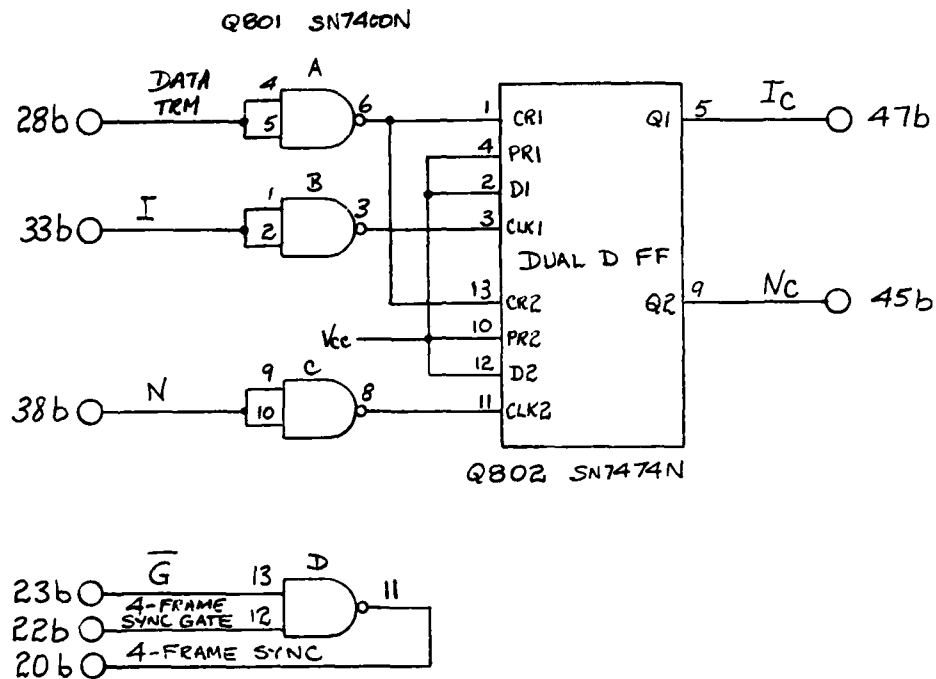 Q801 SN7400N
A
DATA
TRM
28b
4
5
6
1
CR1
Q1
5
Ic
47b
4
PR1
2
D1
B
33b
I
1
2
3
3
CLK1
DUAL D FF
13
CR2
Q2
9
Nc
45b
Vcc
10
PR2
12
D2
C
38b
N
9
10
8
11
CLK2
Q802 SN7474N
D
23b
G̅
13
11
22b
4-FRAME
SYNC GATE
12
20b
4-FRAME SYNC